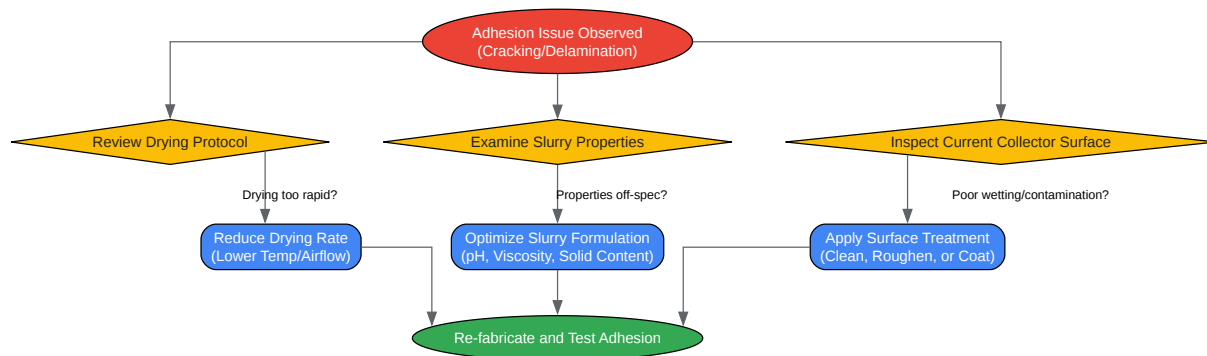 Adhesion Issue Observed
(Cracking/Delamination)
Review Drying Protocol
Examine Slurry Properties
Inspect Current Collector Surface
Drying too rapid?
Properties off-spec?
Poor wetting/contamination?
Reduce Drying Rate
(Lower Temp/Airflow)
Optimize Slurry Formulation
(pH, Viscosity, Solid Content)
Apply Surface Treatment
(Clean, Roughen, or Coat)
Re-fabricate and Test Adhesion